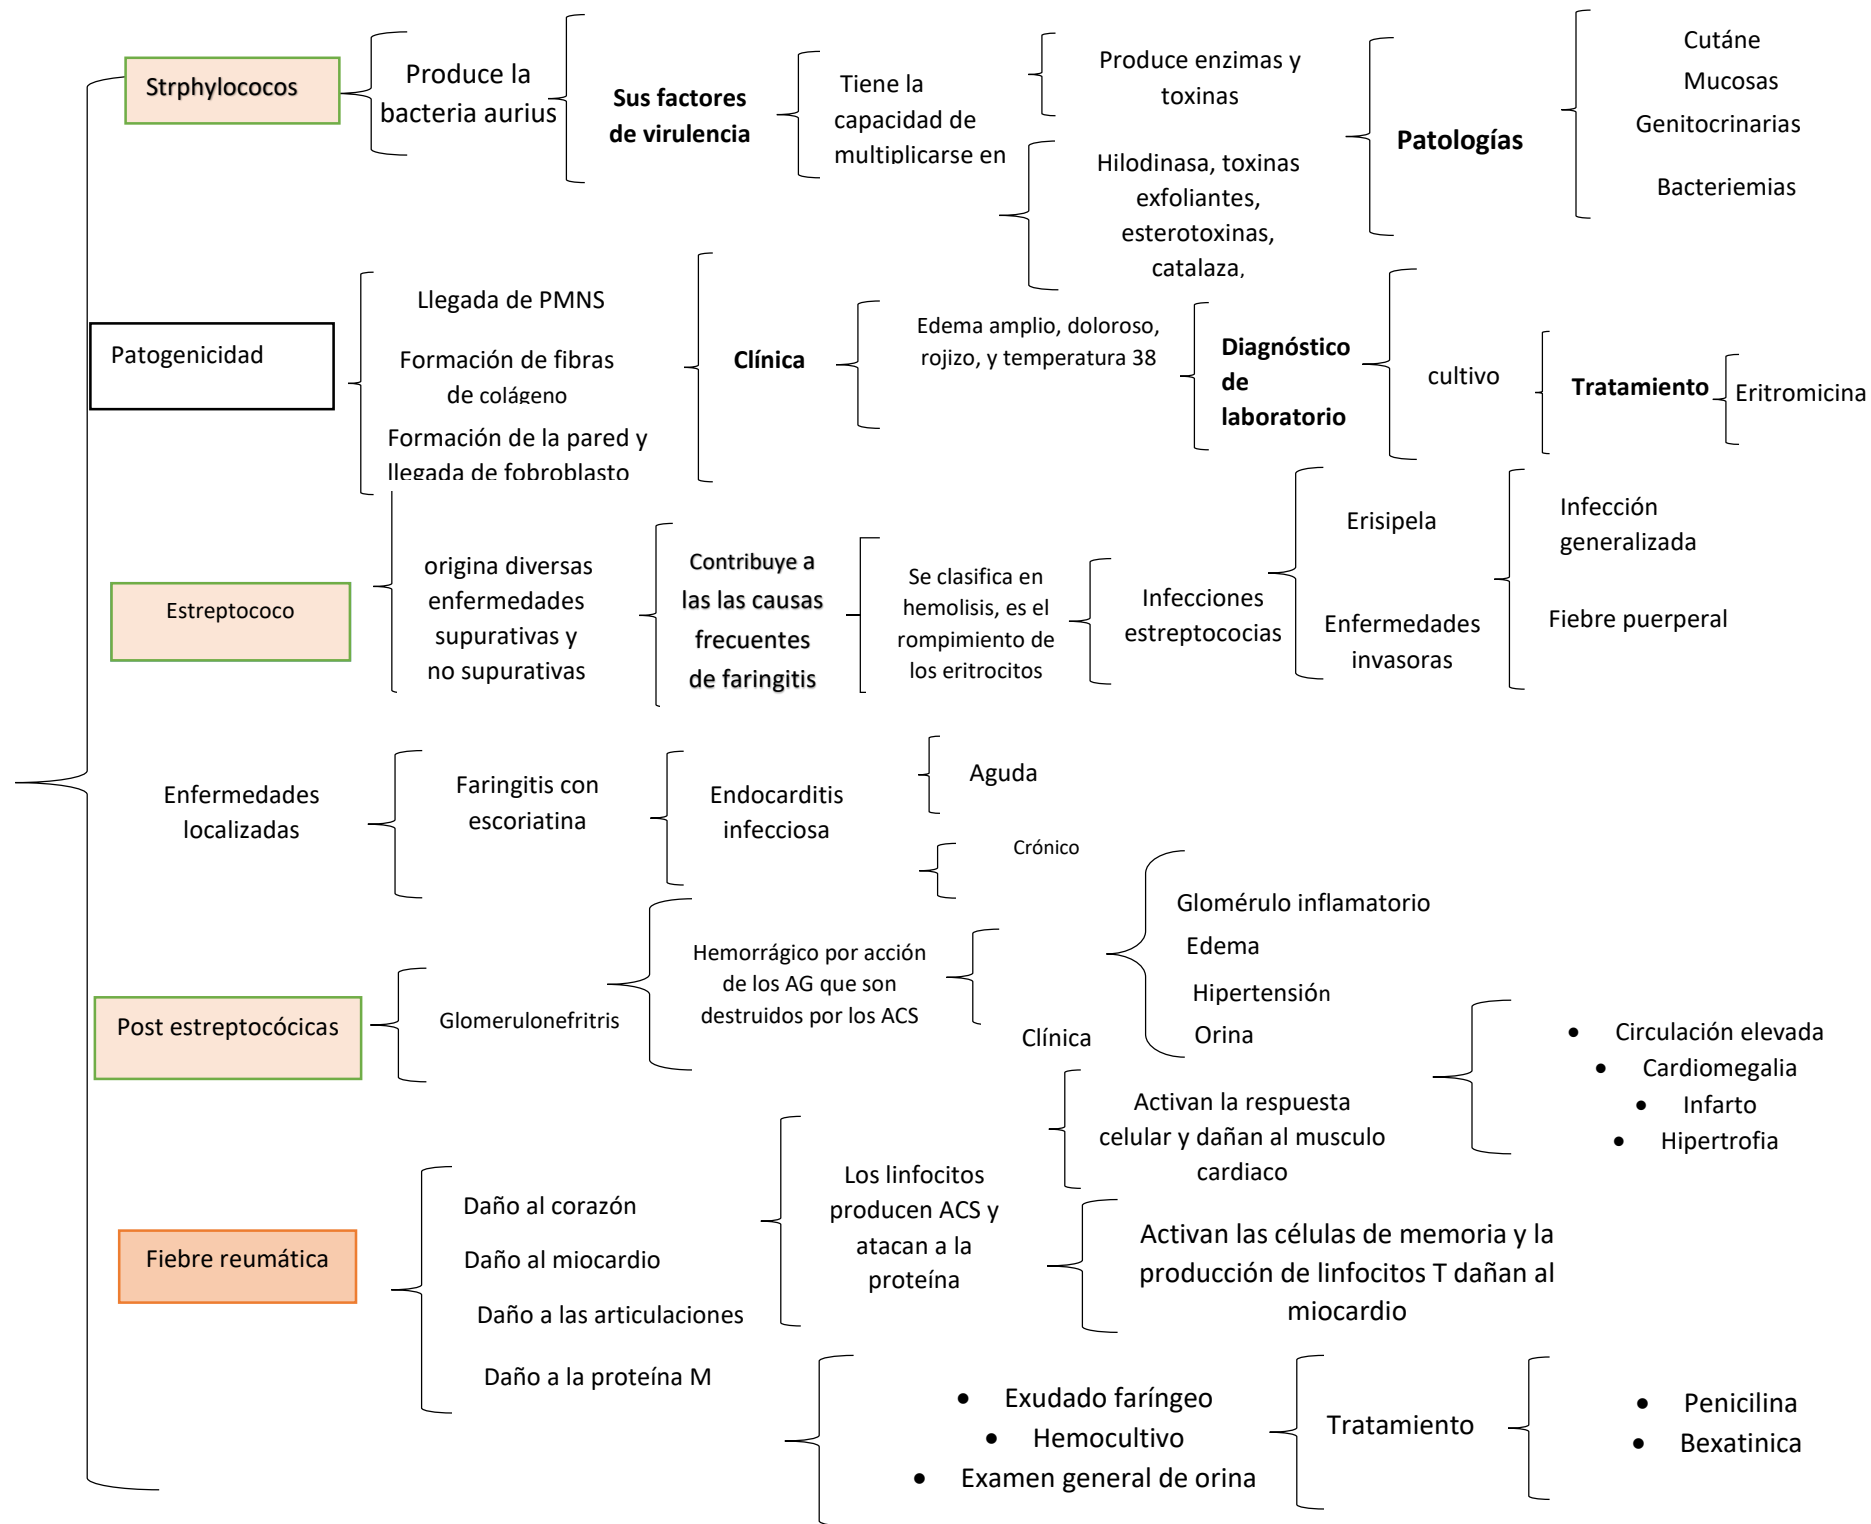 Strphylococos
Produce la
bacteria aurius
Sus factores
de virulencia
Tiene la
capacidad de
multiplicarse en
Produce enzimas y
toxinas
Hilodinasa, toxinas
exfoliantes,
esterotoxinas,
catalaza,
Patologías
Cutáne
Mucosas
Genitocrinarias
Bacteriemias
Patogenicidad
Llegada de PMNS
Formación de fibras
de colágeno
Formación de la pared y
llegada de fobroblasto
Clínica
Edema amplio, doloroso,
rojizo, y temperatura 38
Diagnóstico
de
laboratorio
cultivo
Tratamiento
Eritromicina
Estreptococo
origina diversas
enfermedades
supurativas y
no supurativas
Contribuye a
las las causas
frecuentes
de faringitis
Se clasifica en
hemolisis, es el
rompimiento de
los eritrocitos
Infecciones
estreptococias
Erisipela
Enfermedades
invasoras
Infección
generalizada
Fiebre puerperal
Enfermedades
localizadas
Faringitis con
escoriatina
Endocarditis
infecciosa
Aguda
Crónico
Post estreptocócicas
Glomerulonefritris
Hemorrágico por acción
de los AG que son
destruidos por los ACS
Clínica
Glomérulo inflamatorio
Edema
Hipertensión
Orina
Fiebre reumática
Daño al corazón
Daño al miocardio
Daño a las articulaciones
Daño a la proteína M
Los linfocitos
producen ACS y
atacan a la
proteína
Activan la respuesta
celular y dañan al musculo
cardiaco
• Circulación elevada
• Cardiomegalia
• Infarto
• Hipertrofia
Activan las células de memoria y la
producción de linfocitos T dañan al
miocardio
• Exudado faríngeo
• Hemocultivo
• Examen general de orina
Tratamiento
• Penicilina
• Bexatinica